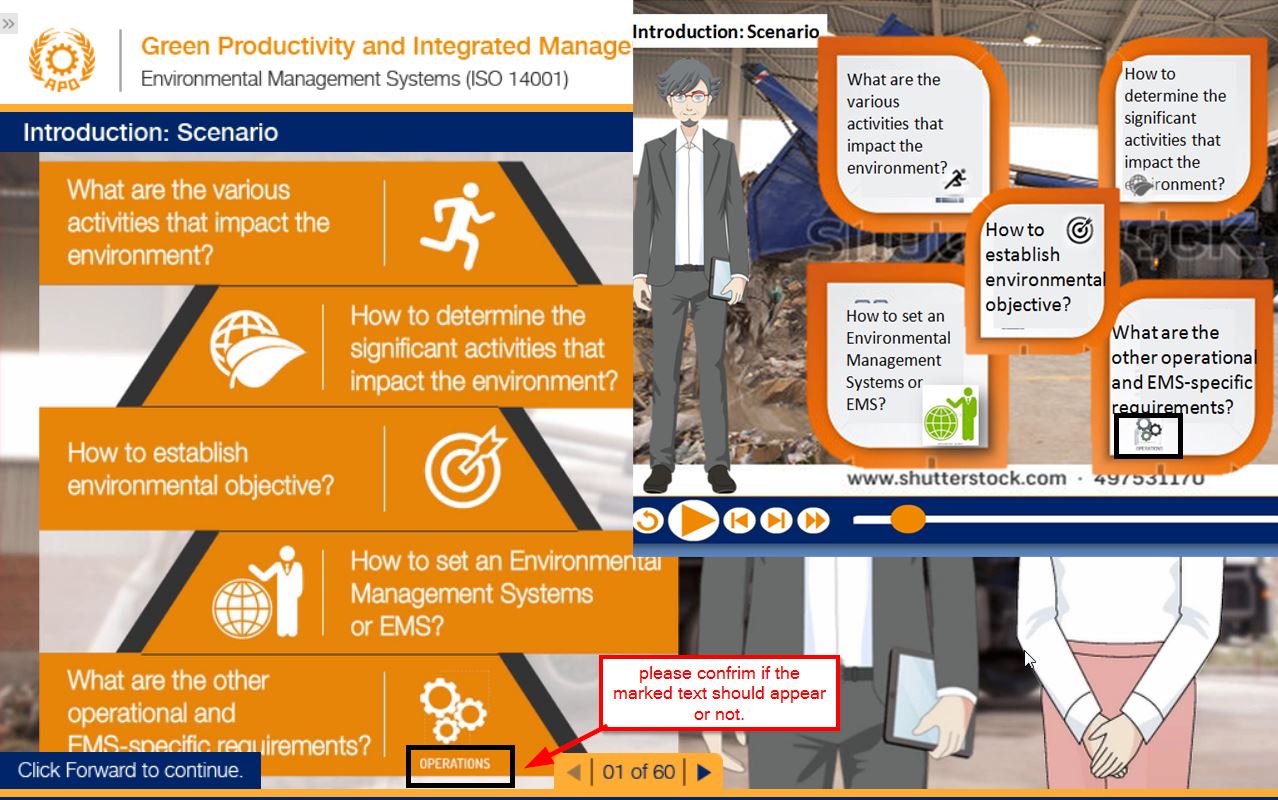 »
APO
Green Productivity and Integrated Manage
Environmental Management Systems (ISO 14001)
Introduction: Scenario
What are the various
activities that impact the
environment?
How to determine the
significant activities that
impact the environment?
How to establish
environmental objective?
How to set an Environmental
Management Systems
or EMS?
What are the other
operational and
EMS-specific requirements?
OPERATIONS
Click Forward to continue.
01 of 60
please confrim if the
marked text should appear
or not.
Introduction: Scenario
What are the
various
activities that
impact the
environment?
How to
determine the
significant
activities that
impact the
environment?
How to
establish
environmental
objective?
How to set an
Environmental
Management
Systems or
EMS?
What are the
other operational
and EMS-specific
requirements?
OPERATIONS
www.shutterstock.com · 497531170